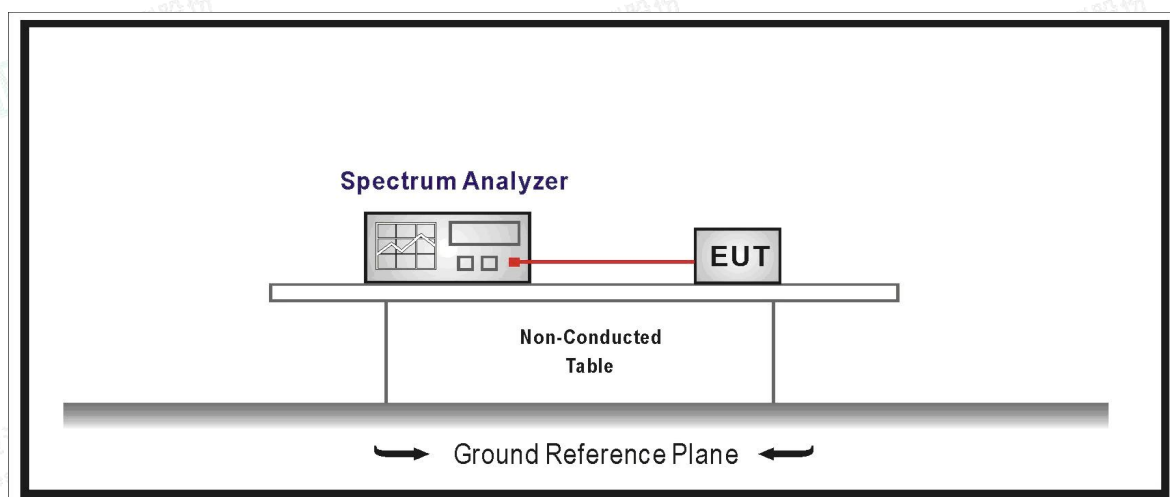 Spectrum Analyzer
EUT
Non-Conducted
Table
Ground Reference Plane